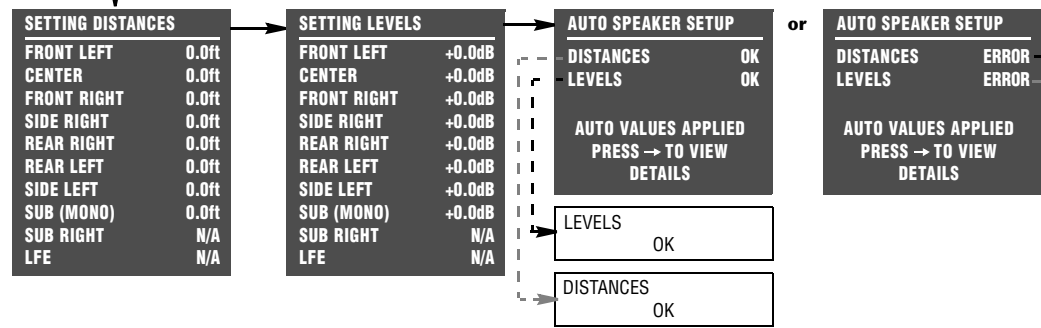 SETTING DISTANCES
FRONT LEFT 0.0ft
CENTER 0.0ft
FRONT RIGHT 0.0ft
SIDE RIGHT 0.0ft
REAR RIGHT 0.0ft
REAR LEFT 0.0ft
SIDE LEFT 0.0ft
SUB (MONO) 0.0ft
SUB RIGHT N/A
LFE N/A
SETTING LEVELS
FRONT LEFT +0.0dB
CENTER +0.0dB
FRONT RIGHT +0.0dB
SIDE RIGHT +0.0dB
REAR RIGHT +0.0dB
REAR LEFT +0.0dB
SIDE LEFT +0.0dB
SUB (MONO) +0.0dB
SUB RIGHT N/A
LFE N/A
AUTO SPEAKER SETUP
DISTANCES OK
LEVELS OK
AUTO VALUES APPLIED
PRESS → TO VIEW
DETAILS
LEVELS
OK
DISTANCES
OK
or
AUTO SPEAKER SETUP
DISTANCES ERROR
LEVELS ERROR
AUTO VALUES APPLIED
PRESS → TO VIEW
DETAILS